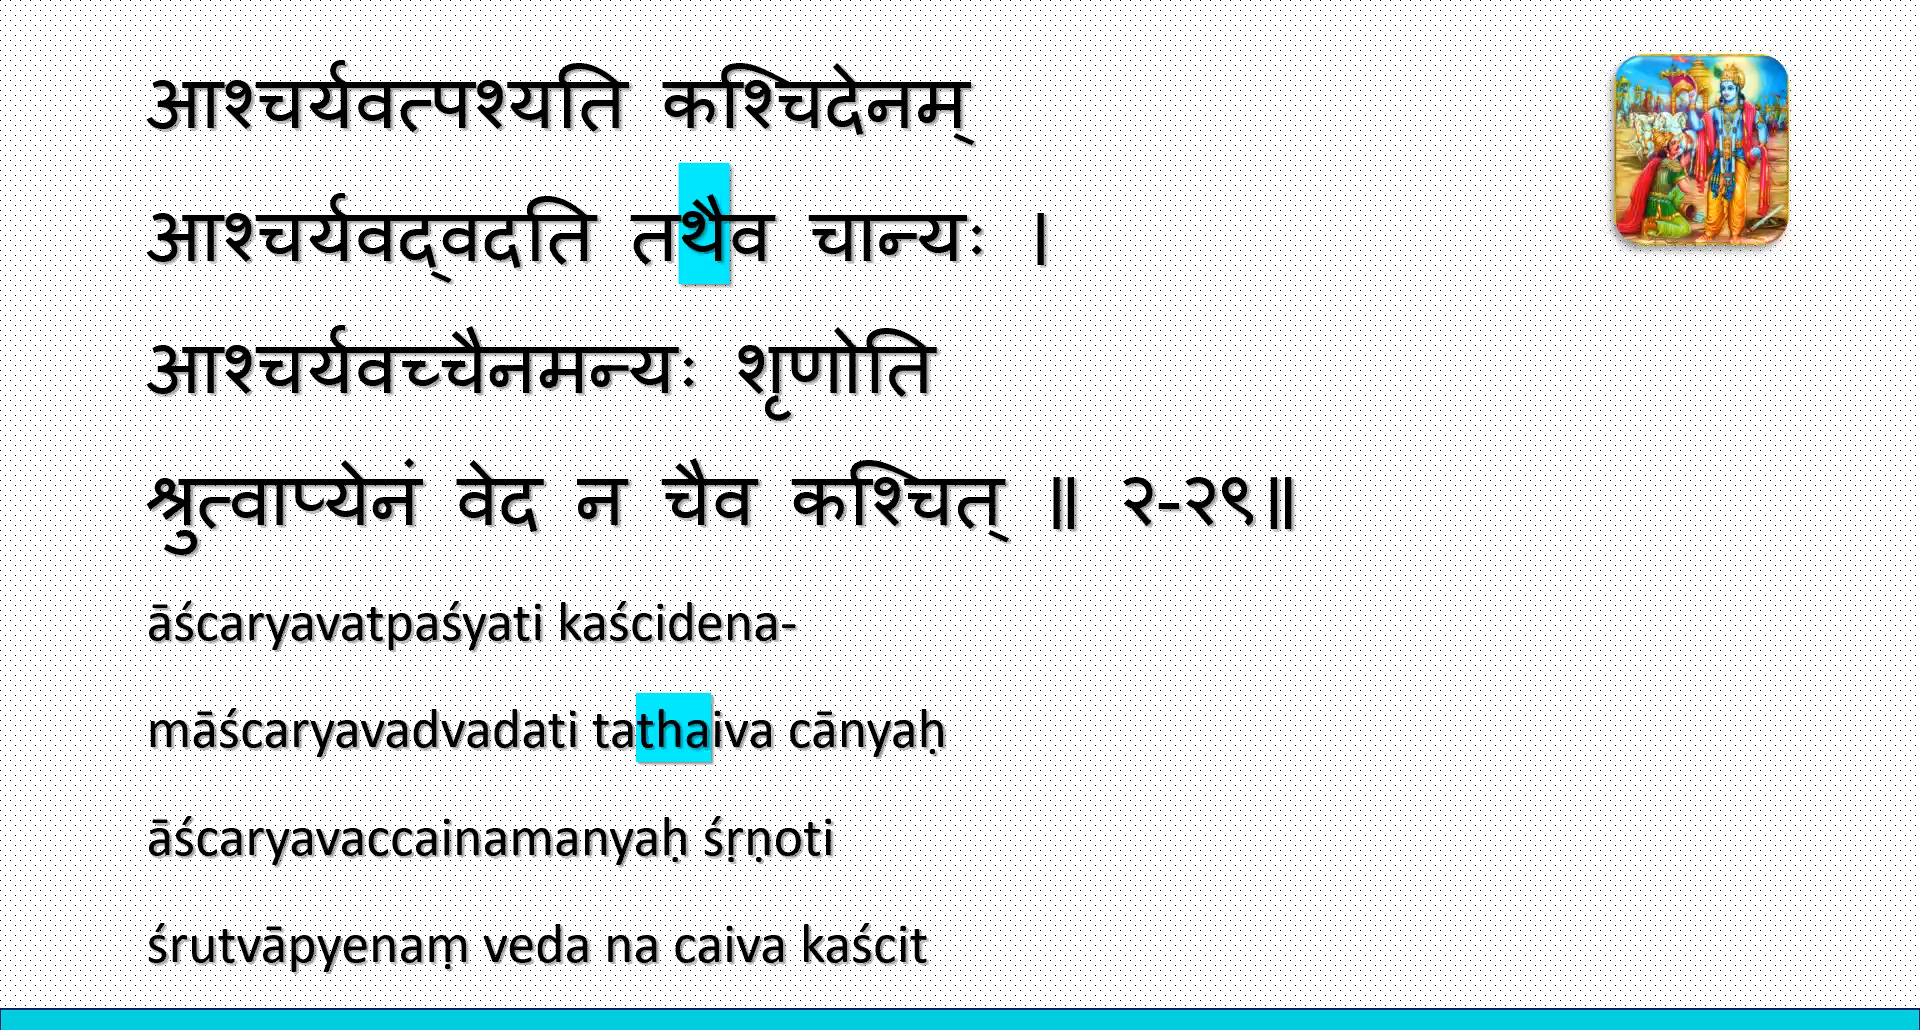 आश्चर्यवत्पश्यति कश्चिदेनम्
आश्चर्यवद्‌वदति तथैव चान्यः ।
आश्चर्यवच्चैनमन्यः शृणोति
श्रुत्वाप्येनं वेद न चैव कश्चित् ॥ २-२९॥
āścaryavatpaśyati kaścidena-
māścaryavadvadati tathaiva cānyaḥ
āścaryavaccainamanyaḥ śṛṇoti
śrutvāpyenaṃ veda na caiva kaścit